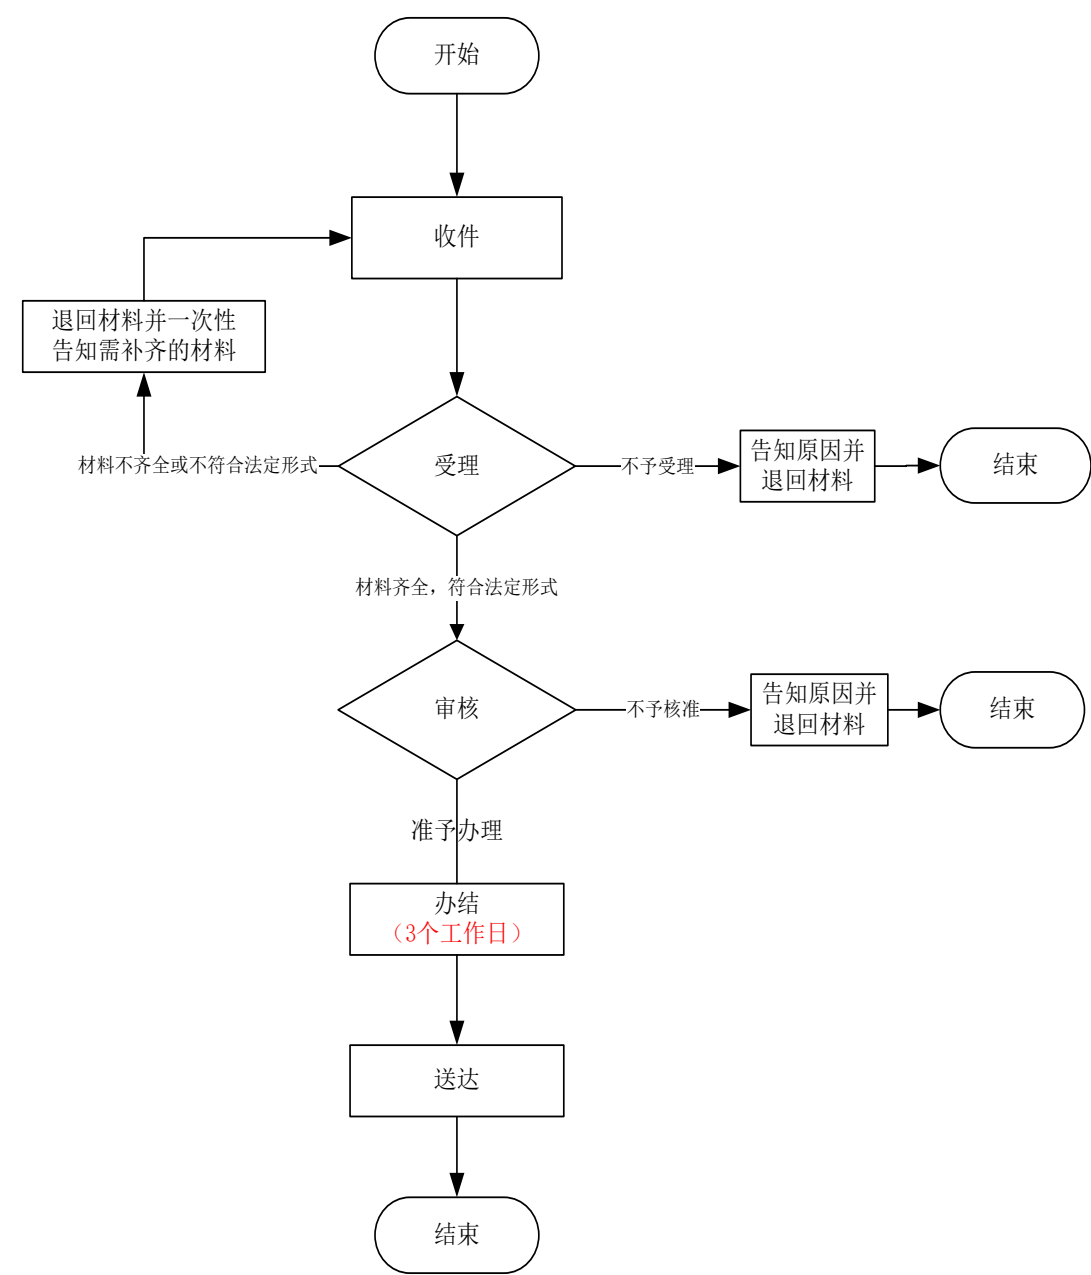 开始
收件
退回材料并一次性
告知需补齐的材料
材料不齐全或不符合法定形式
受理
不予受理
告知原因并
退回材料
结束
材料齐全，符合法定形式
审核
不予核准
告知原因并
退回材料
结束
准予办理
办结
（3个工作日）
送达
结束